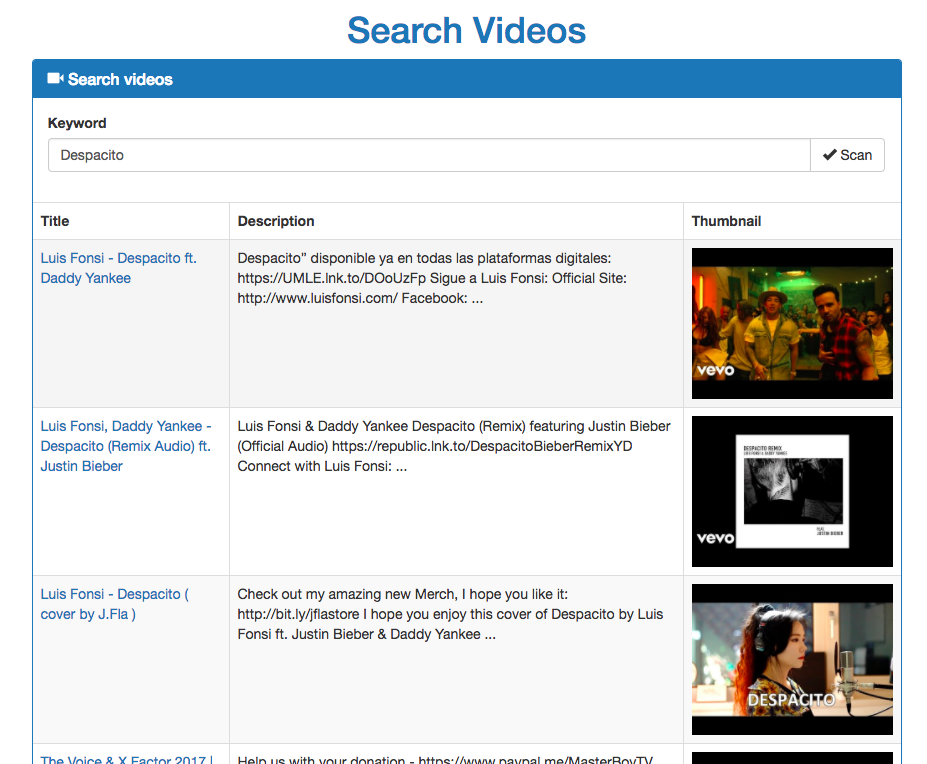 Search Videos
Search videos
Keyword
Despacito
Scan
Title Description Thumbnail
Luis Fonsi - Despacito ft.
Daddy Yankee
Despacito” disponible ya en todas las plataformas digitales:
https://UMLE.lnk.to/DOoUzFp Sigue a Luis Fonsi: Official Site:
http://www.luisfonsi.com/ Facebook: ...
vevo
Luis Fonsi, Daddy Yankee -
Despacito (Remix Audio) ft.
Justin Bieber
Luis Fonsi & Daddy Yankee Despacito (Remix) featuring Justin Bieber
(Official Audio) https://republic.lnk.to/DespacitoBieberRemixYD
Connect with Luis Fonsi: ...
DESPACITO REMIX
LUIS FONSI & DADDY YANKEE
FEAT.
JUSTIN BIEBER
vevo
Luis Fonsi - Despacito (
cover by J.Fla )
Check out my amazing new Merch, I hope you like it:
http://bit.ly/jflastore I hope you enjoy this cover of Despacito by Luis
Fonsi ft. Justin Bieber & Daddy Yankee ...
DESPACITO
The Voice & X Factor 2017 |
Help us with your donation - https://www.paypal.me/MasterBoyTV